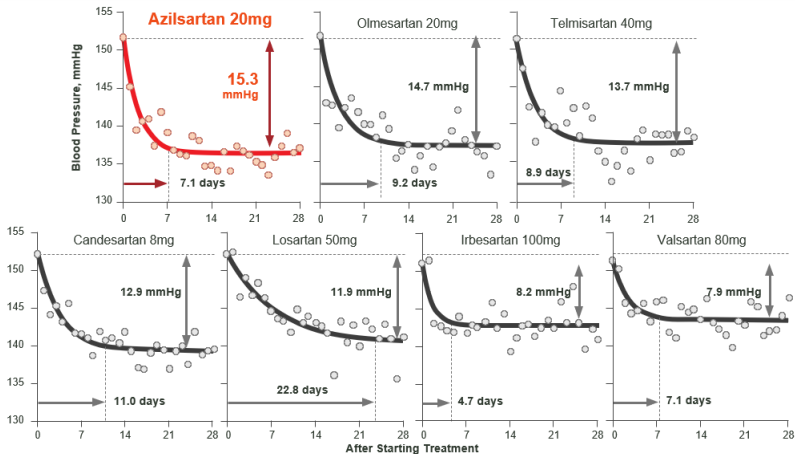 Azilsartan 20mg
Olmesartan 20mg
Telmisartan 40mg
Blood Pressure, mmHg
155
150
145
140
135
130
15.3
mmHg
14.7 mmHg
13.7 mmHg
7.1 days
9.2 days
8.9 days
0 7 14 21 28
0 7 14 21 28
0 7 14 21 28
Candesartan 8mg
Losartan 50mg
Irbesartan 100mg
Valsartan 80mg
155
150
145
140
135
130
12.9 mmHg
11.9 mmHg
8.2 mmHg
7.9 mmHg
11.0 days
22.8 days
4.7 days
7.1 days
0 7 14 21 28
0 7 14 21 28
0 7 14 21 28
0 7 14 21 28
After Starting Treatment